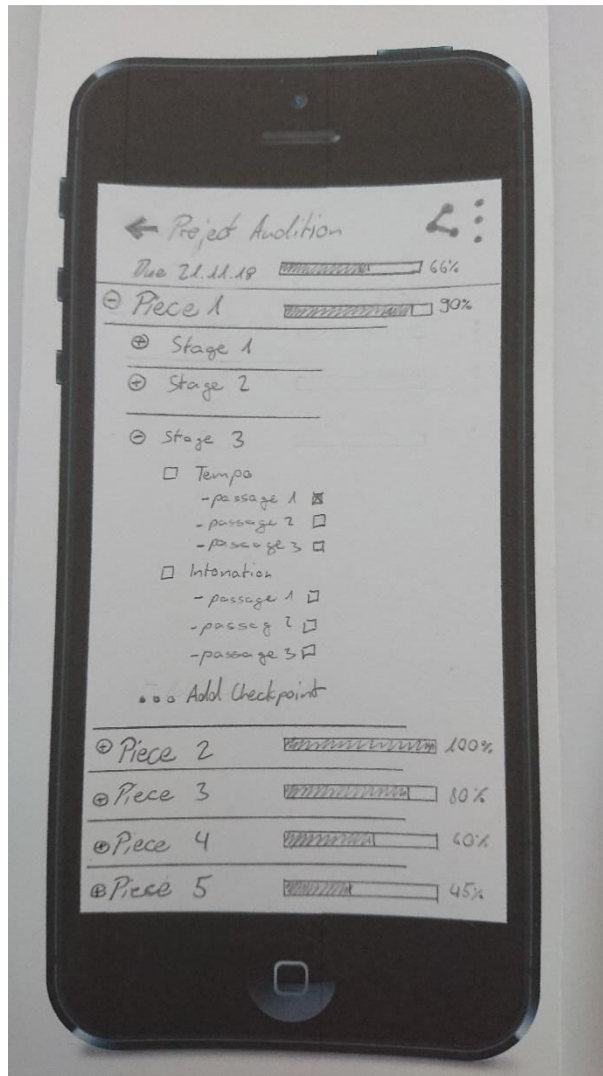 Project Audition
Due 21.11.18 66%
Piece 1 90%
Stage 1
Stage 2
Stage 3
Tempo
-passage 1
-passage 2
-passage 3
Intonation
-passage 1
-passag 2
-passage 3
... Add Checkpoint
Piece 2 100%
Piece 3 80%
Piece 4 60%
Piece 5 45%